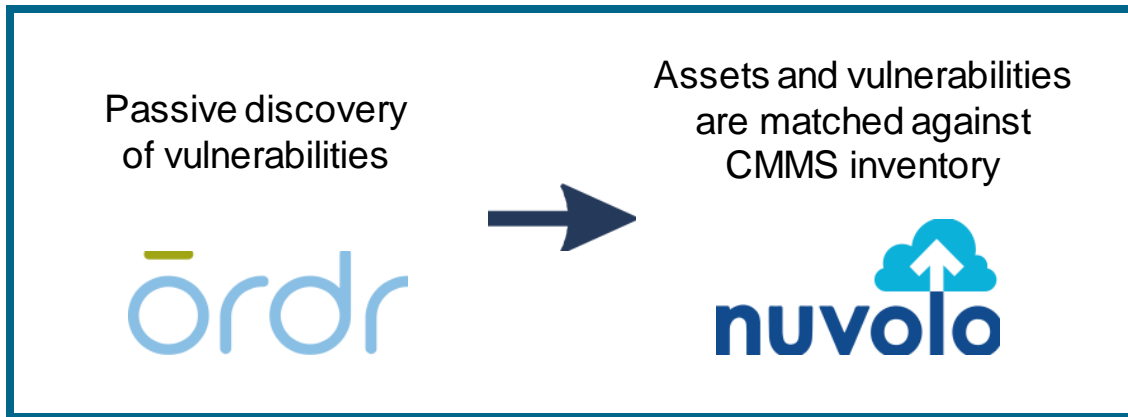 Passive discovery
of vulnerabilities
ōrdr
Assets and vulnerabilities
are matched against
CMMS inventory
nuvolo